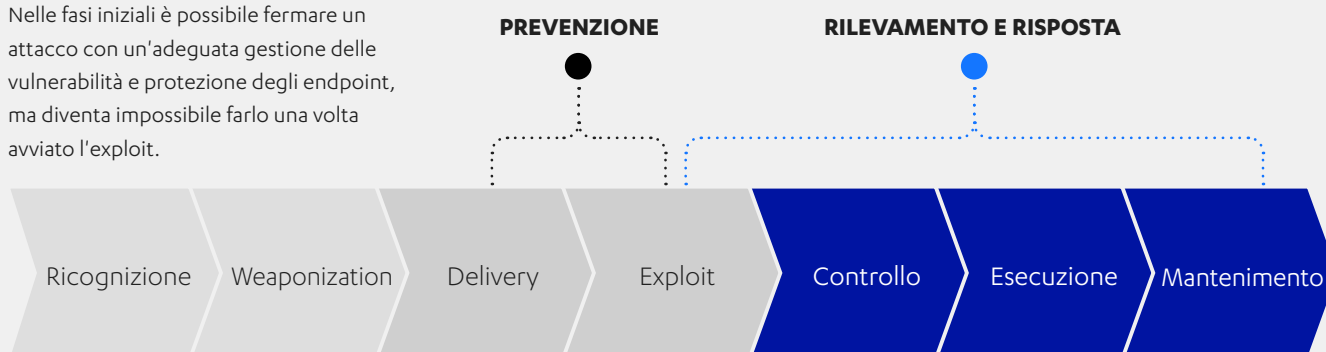 Nelle fasi iniziali è possibile fermare un
attacco con un'adeguata gestione delle
vulnerabilità e protezione degli endpoint,
ma diventa impossibile farlo una volta
avviato l'exploit.
PREVENZIONE
RILEVAMENTO E RISPOSTA
Ricognizione
Weaponization
Delivery
Exploit
Controllo
Esecuzione
Mantenimento